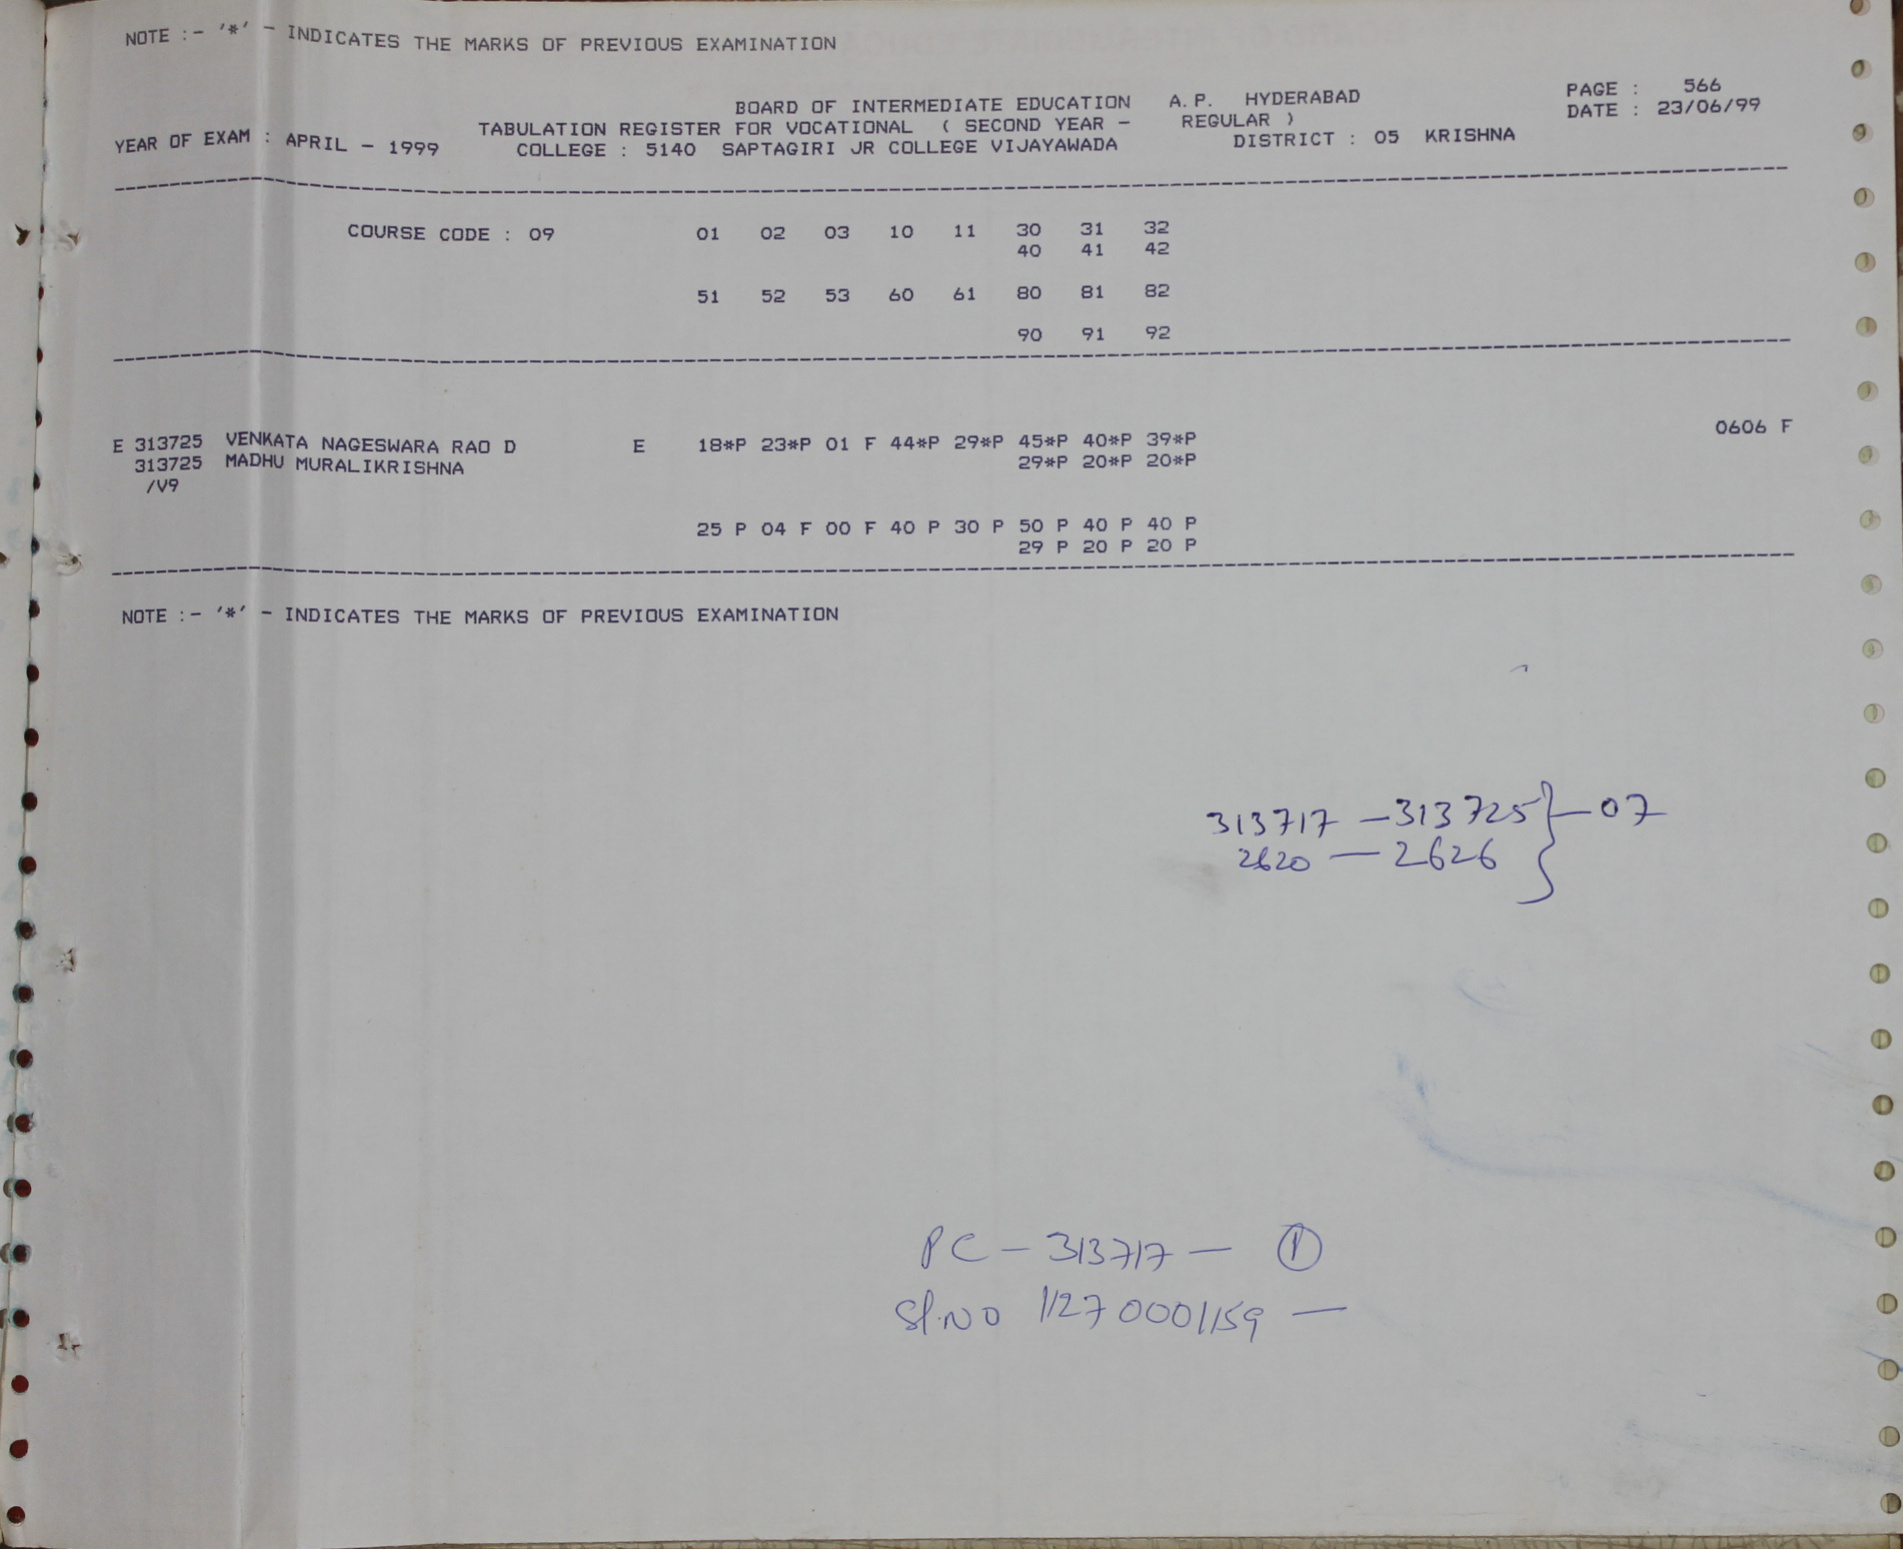 NOTE :- '*' - INDICATES THE MARKS OF PREVIOUS EXAMINATION
PAGE : 566
BOARD OF INTERMEDIATE EDUCATION A.P. HYDERABAD
DATE : 23/06/99
TABULATION REGISTER FOR VOCATIONAL ( SECOND YEAR - REGULAR )
YEAR OF EXAM : APRIL - 1999 COLLEGE : 5140 SAPTAGIRI JR COLLEGE VIJAYAWADA DISTRICT : 05 KRISHNA
COURSE CODE : 09 01 02 03 10 11 30 31 32
40 41 42
51 52 53 60 61 80 81 82
90 91 92
E 313725 VENKATA NAGESWARA RAO D E 18*P 23*P 01 F 44*P 29*P 45*P 40*P 39*P 0606 F
313725 MADHU MURALIKRISHNA 29*P 20*P 20*P
/V9
25 P 04 F 00 F 40 P 30 P 50 P 40 P 40 P
29 P 20 P 20 P
NOTE :- '*' - INDICATES THE MARKS OF PREVIOUS EXAMINATION
313717 - 313725 } - 07
2620 - 2626
PC - 313717 - 1
Sl.No 11270001159 -